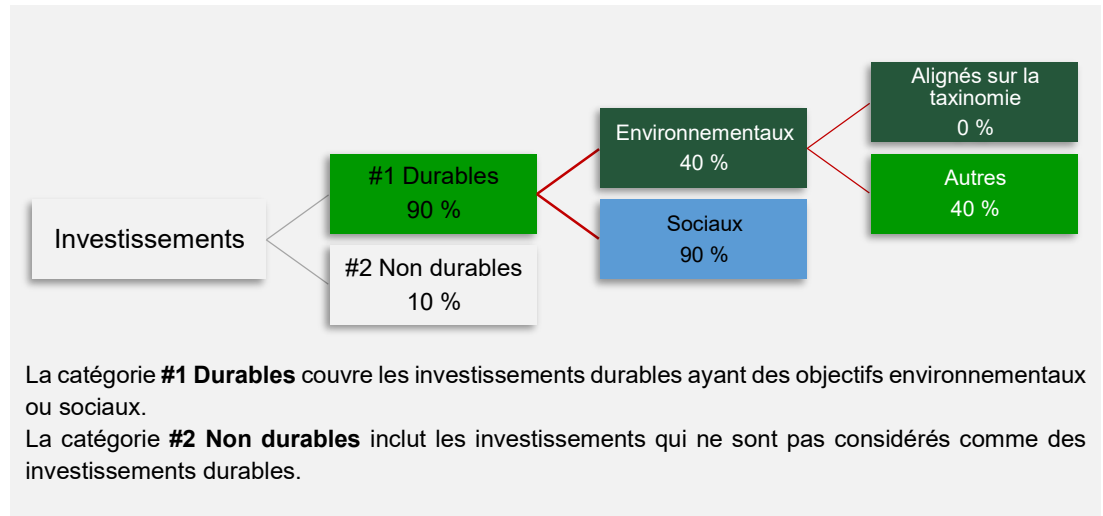 Investissements
#1 Durables
90 %
#2 Non durables
10 %
Environnementaux
40 %
Sociaux
90 %
Alignés sur la
taxinomie
0 %
Autres
40 %
La catégorie #1 Durables couvre les investissements durables ayant des objectifs environnementaux
ou sociaux.
La catégorie #2 Non durables inclut les investissements qui ne sont pas considérés comme des
investissements durables.